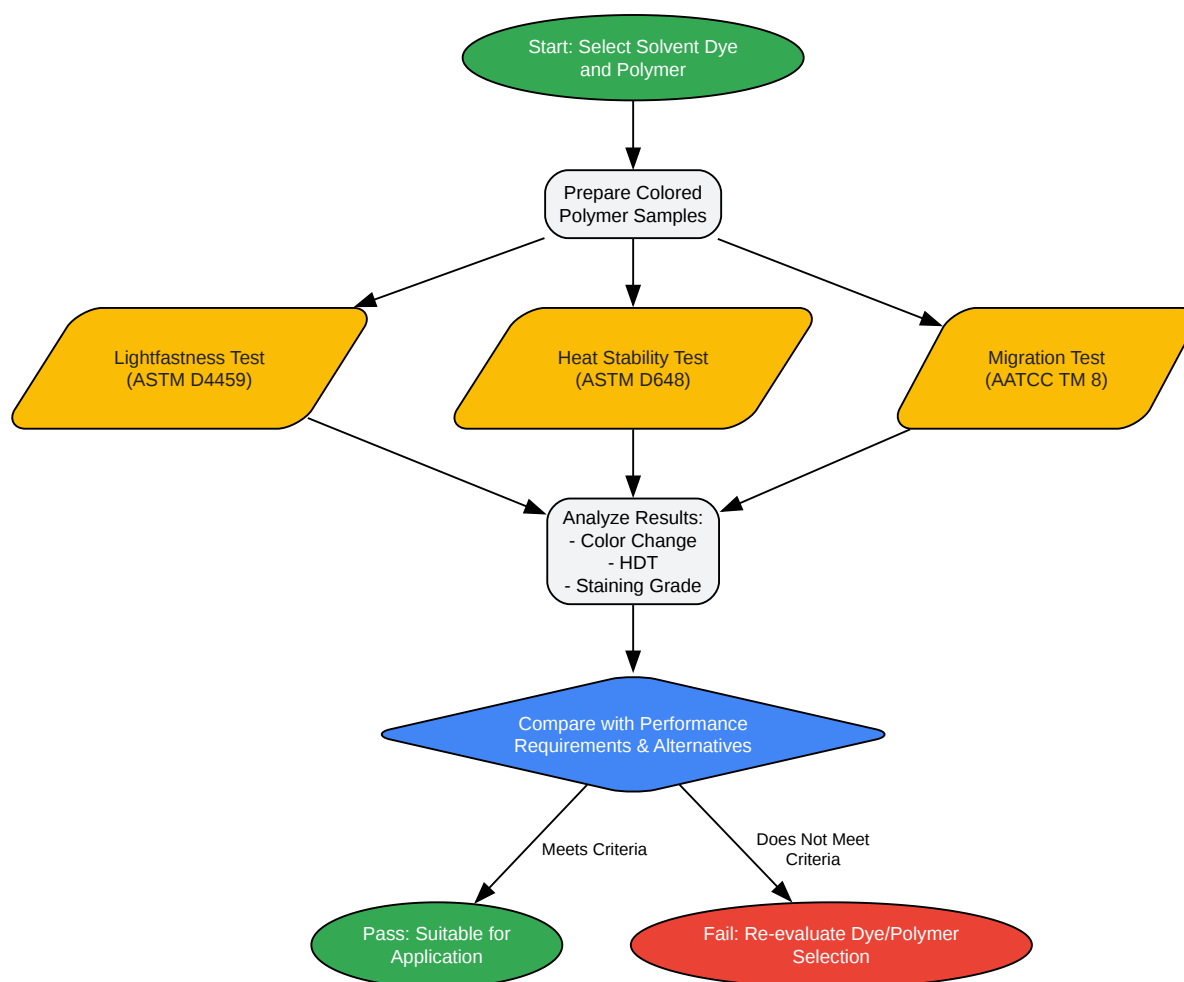 Start: Select Solvent Dye
and Polymer
Prepare Colored
Polymer Samples
Lightfastness Test
(ASTM D4459)
Heat Stability Test
(ASTM D648)
Migration Test
(AATCC TM 8)
Analyze Results:
- Color Change
- HDT
- Staining Grade
Compare with Performance
Requirements & Alternatives
Meets Criteria
Does Not Meet
Criteria
Pass: Suitable for
Application
Fail: Re-evaluate Dye/Polymer
Selection